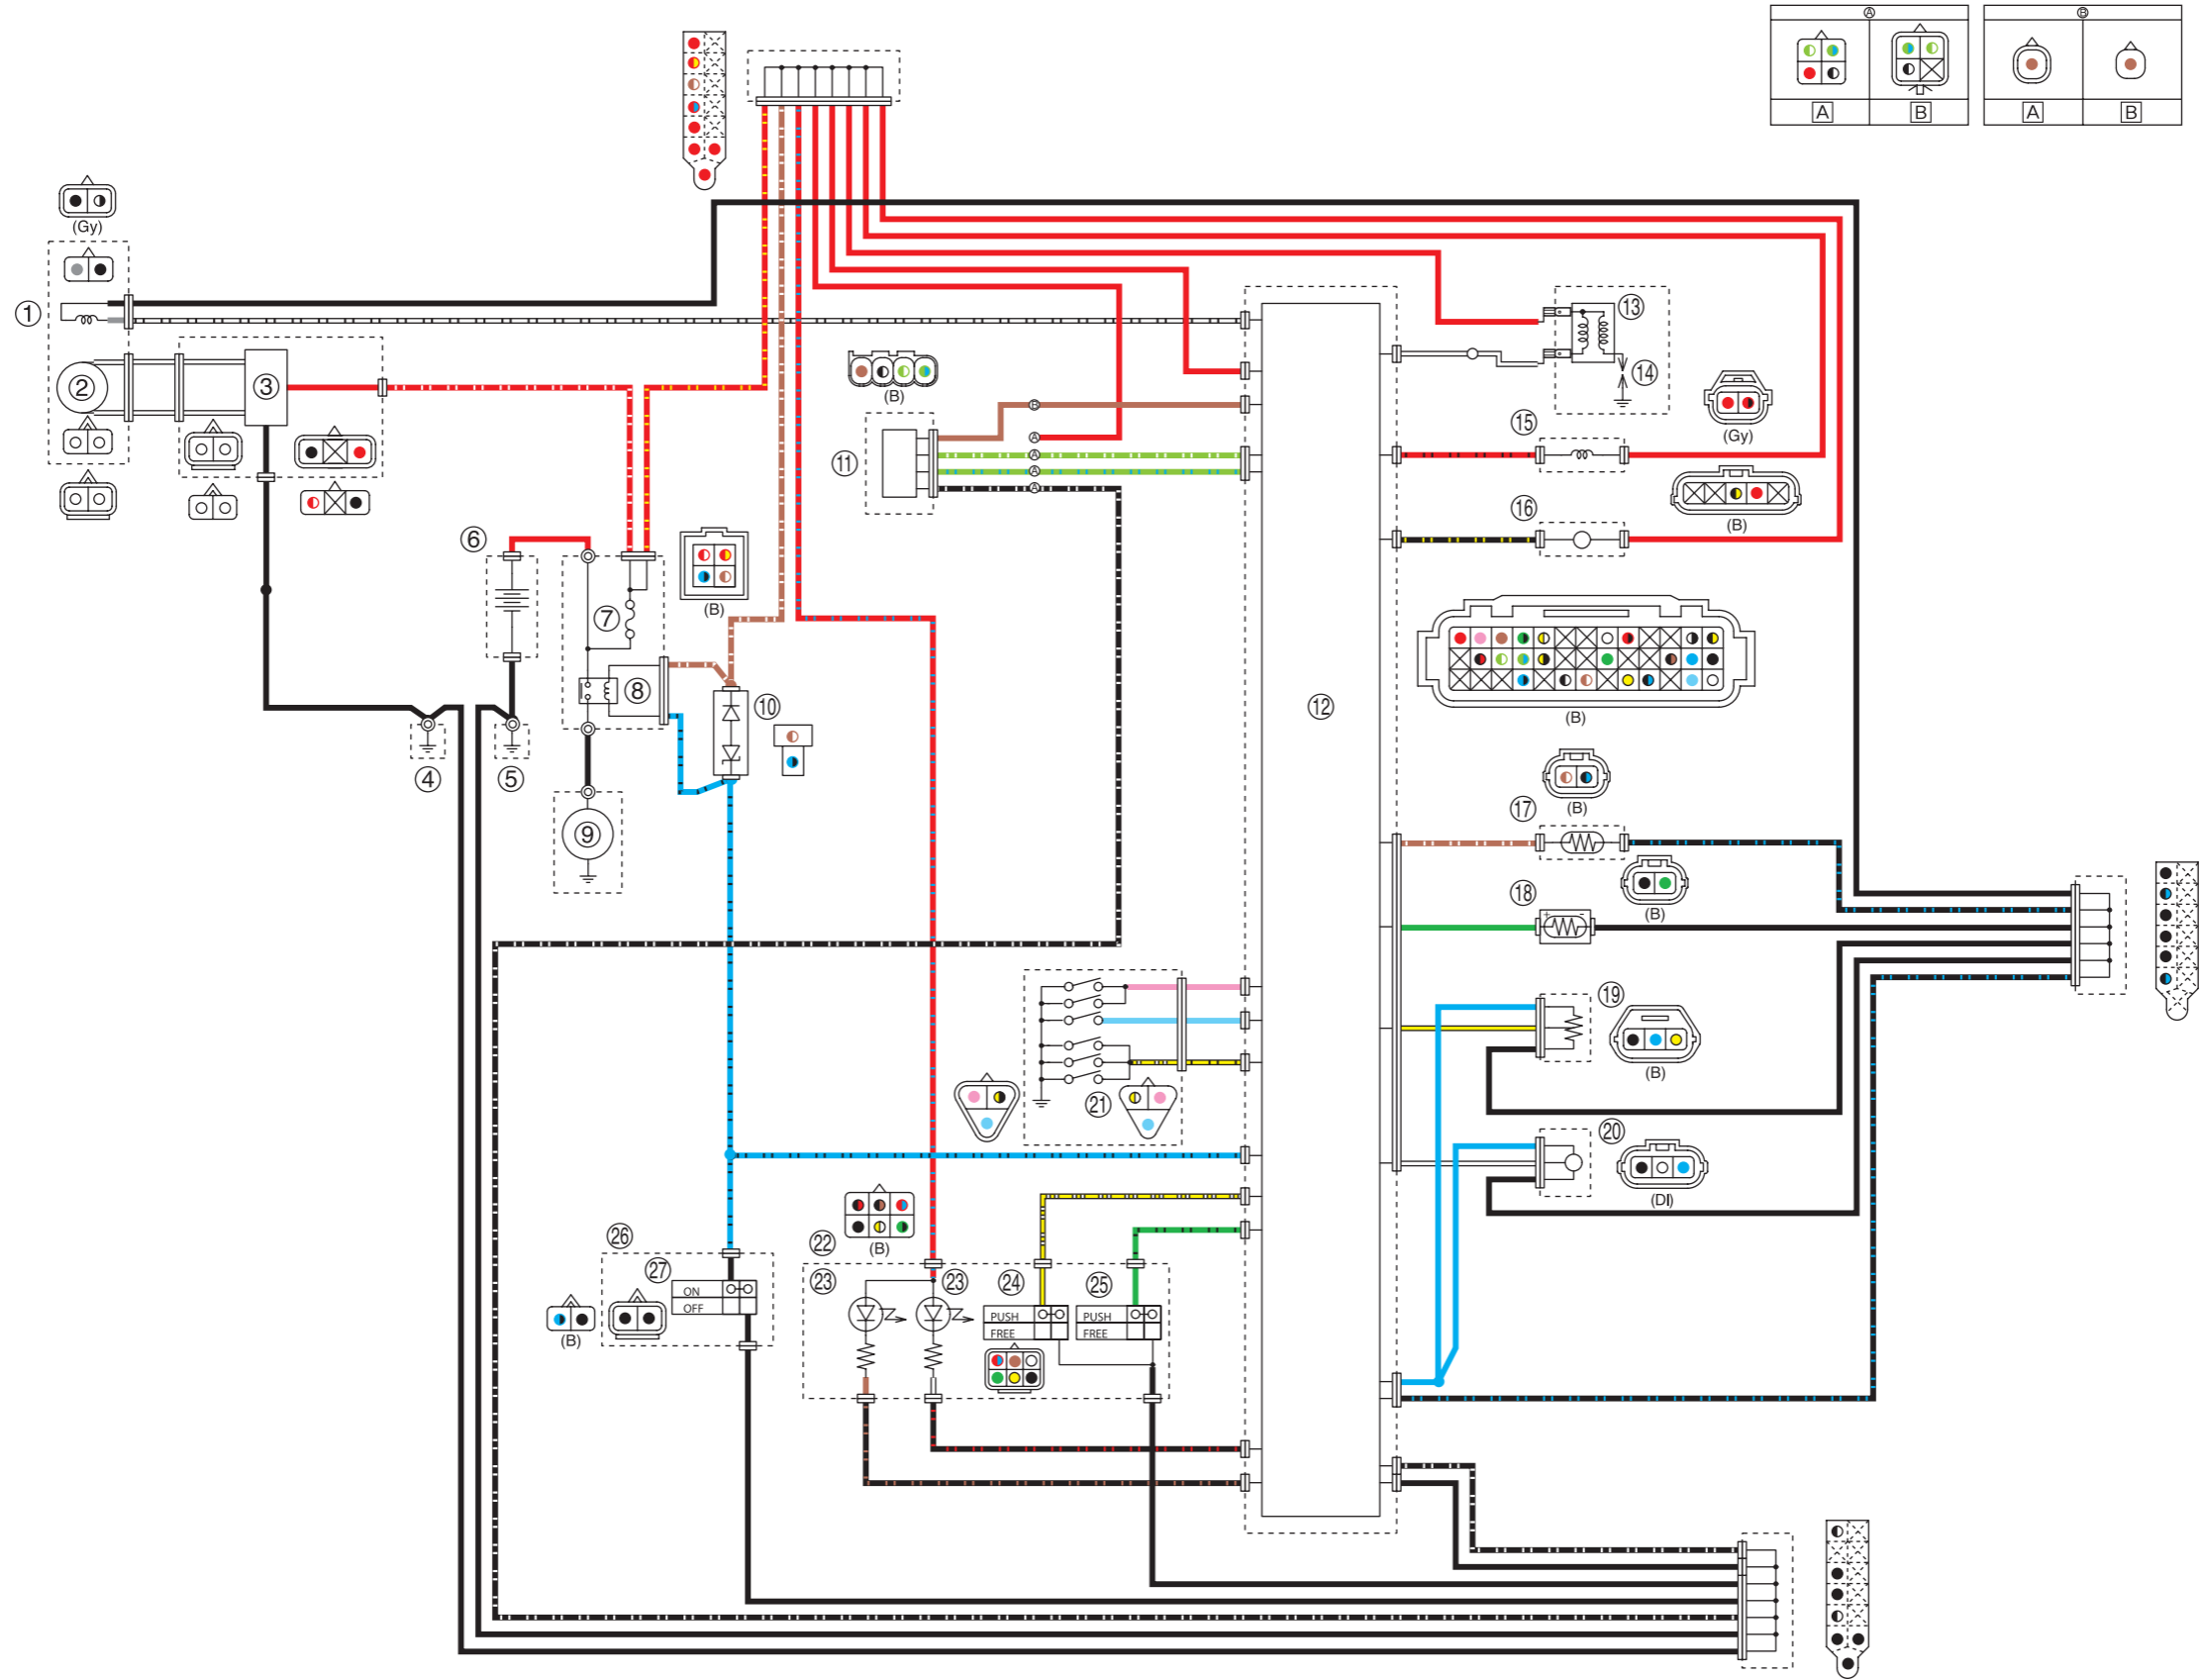 Ⓐ Ⓑ
A B A B
(Gy)
①
②
③
④
⑤
⑥
⑦
⑧
⑨
⑩
(B)
(B)
⑪
Ⓑ
Ⓐ
Ⓐ
Ⓐ
Ⓐ
⑫
⑬
⑭
⑮
(Gy)
⑯
(B)
(B)
⑰
(B)
⑱
(B)
+ -
⑲
(B)
⑳
(DI)
㉑
㉒
(B)
㉓
㉓
㉔
PUSH
FREE
㉕
PUSH
FREE
㉖
㉗
ON
OFF
(B)